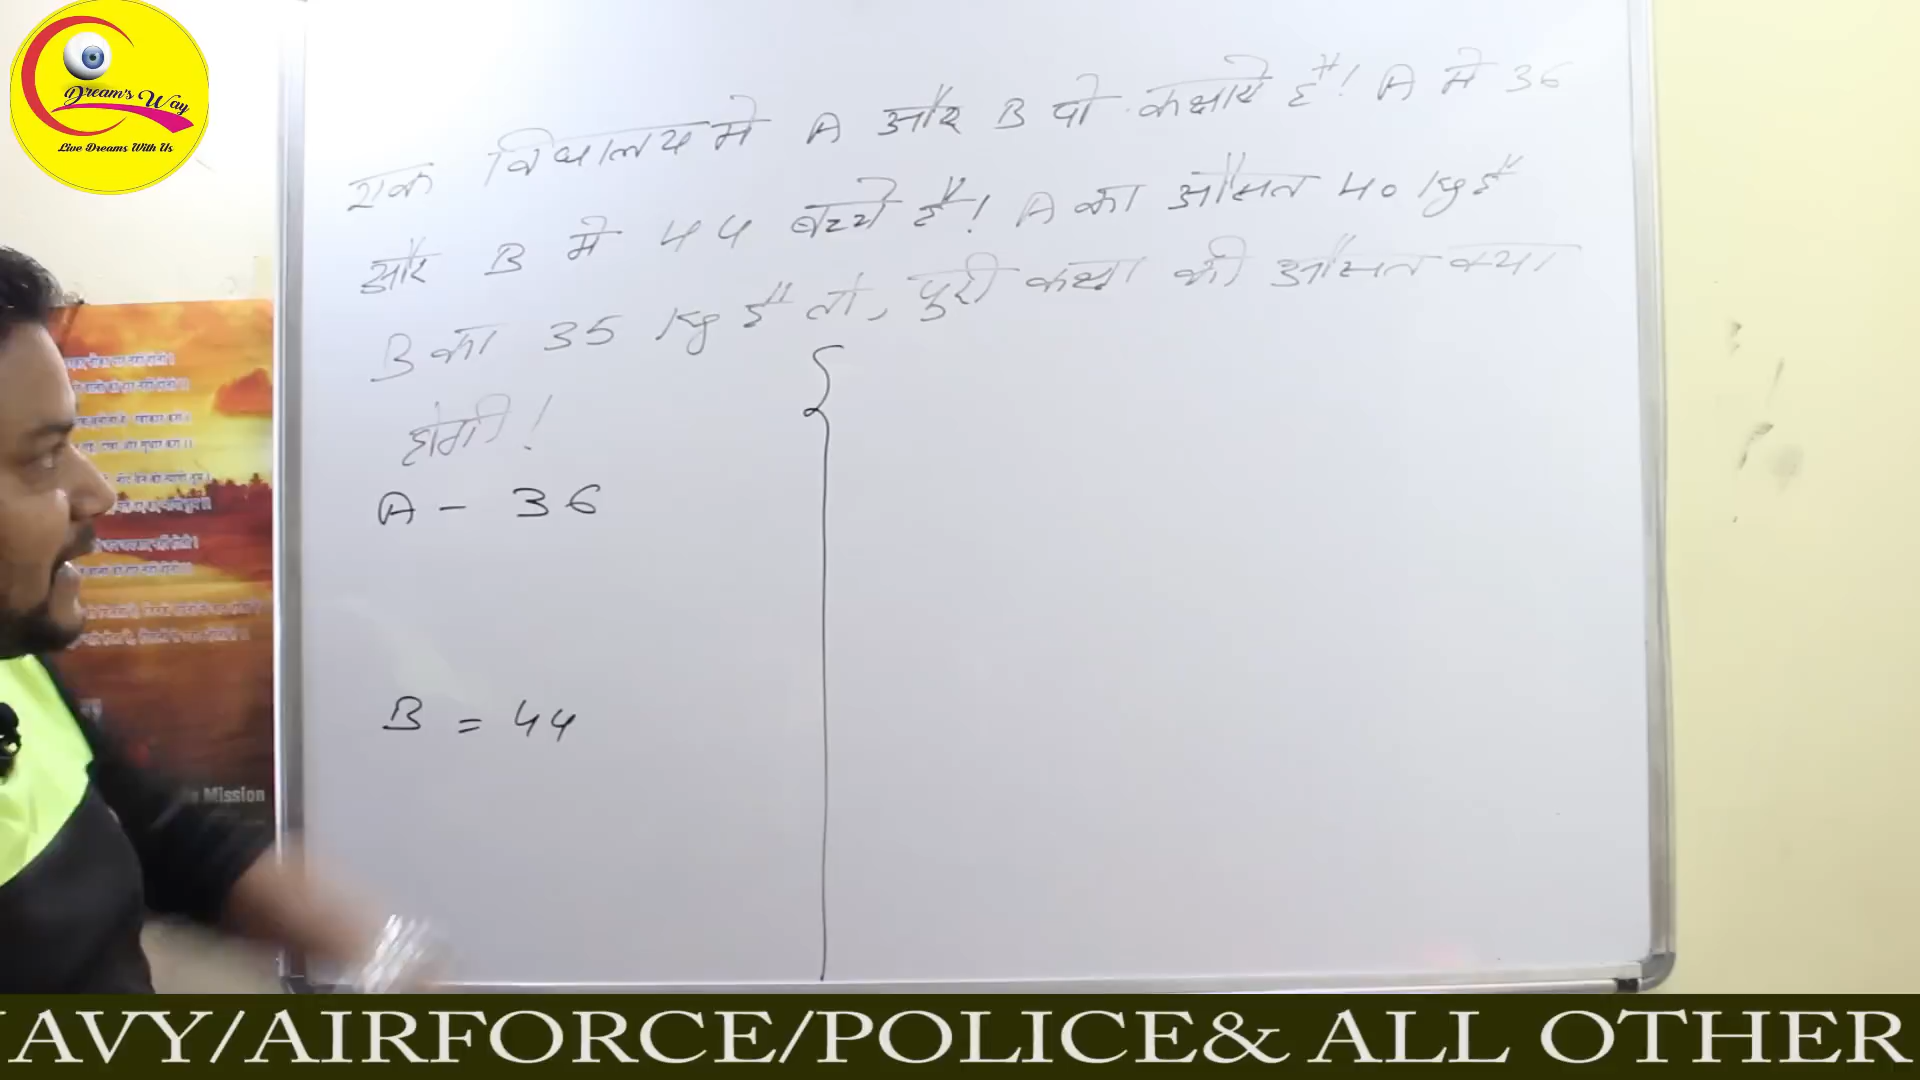 Dream's Way
Live Dreams With Us
एक विधालय मे A और B दो कक्षाये है! A मे 36
और B मे 44 बच्चे है! A का औसत 40 Kg है
B का 35 Kg है तो, पुरी कक्षा की औसत क्या
होगी!
A - 36
B = 44
Mission
AVY/AIRFORCE/POLICE& ALL OTHER